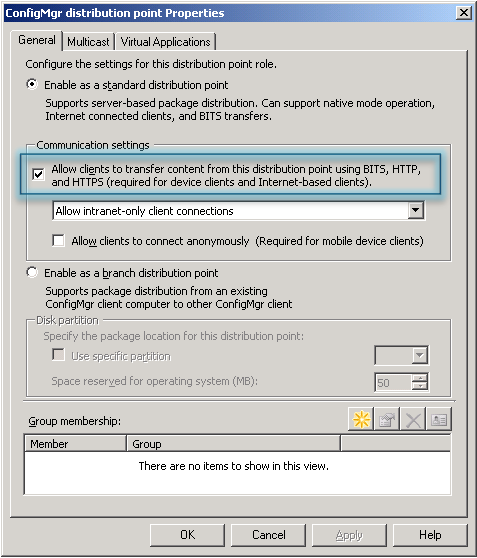 ConfigMgr distribution point Properties
General
Multicast
Virtual Applications
Configure the settings for this distribution point role.
Enable as a standard distribution point
Supports server-based package distribution. Can support native mode operation,
Internet connected clients, and BITS transfers.
Communication settings
Allow clients to transfer content from this distribution point using BITS, HTTP,
and HTTPS (required for device clients and Internet-based clients).
Allow intranet-only client connections
Allow clients to connect anonymously (Required for mobile device clients)
Enable as a branch distribution point
Supports package distribution from an existing
ConfigMgr client computer to other ConfigMgr client
Disk partition
Specify the package location for this distribution point:
Use specific partition
Space reserved for operating system (MB):
50
Group membership:
Member
Group
There are no items to show in this view.
OK
Cancel
Apply
Help